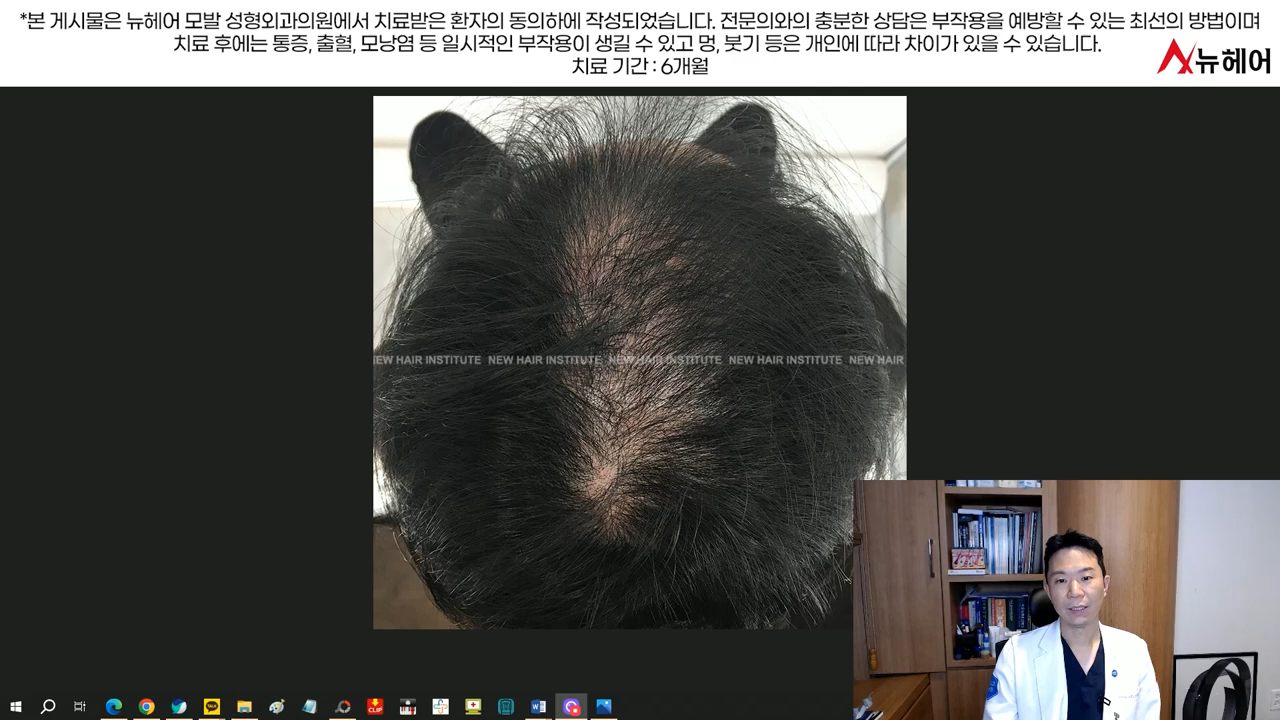 *본 게시물은 뉴헤어 모발 성형외과의원에서 치료받은 환자의 동의하에 작성되었습니다. 전문의와의 충분한 상담은 부작용을 예방할 수 있는 최선의 방법이며
치료 후에는 통증, 출혈, 모낭염 등 일시적인 부작용이 생길 수 있고 멍, 붓기 등은 개인에 따라 차이가 있을 수 있습니다.
치료 기간 : 6개월
뉴헤어
NEW HAIR INSTITUTE NEW HAIR INSTITUTE NEW HAIR INSTITUTE NEW HAIR INSTITUTE NEW HAIR
TALK
CLIP